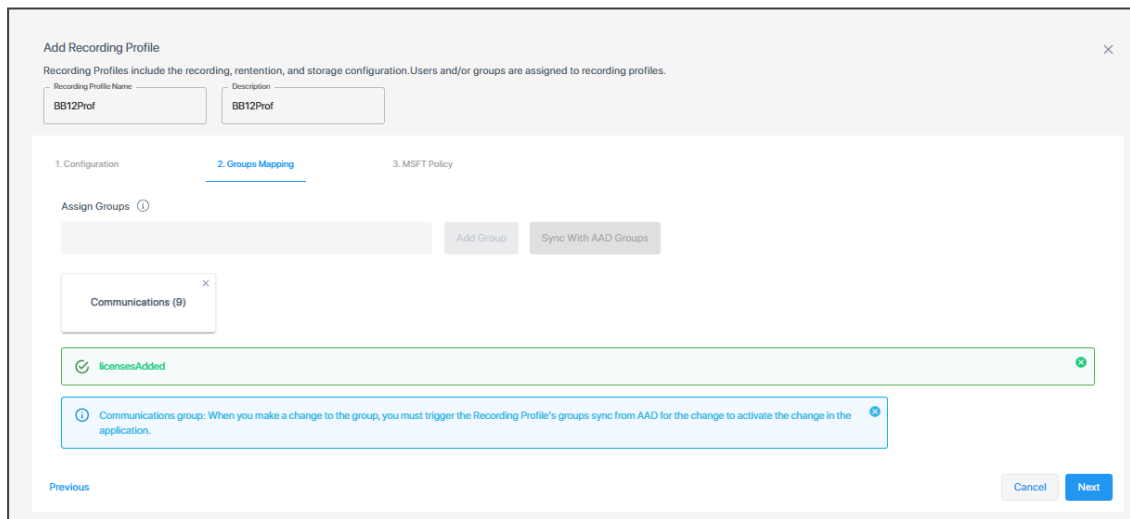 Add Recording Profile
Recording Profiles include the recording, rentention, and storage configuration.Users and/or groups are assigned to recording profiles.
Recording Profile Name
Description
BB12Prof
BB12Prof
1. Configuration
2. Groups Mapping
3. MSFT Policy
Assign Groups
Add Group
Sync With AAD Groups
Communications (9)
licensesAdded
Communications group: When you make a change to the group, you must trigger the Recording Profile's groups sync from AAD for the change to activate the change in the
application.
Previous
Cancel
Next